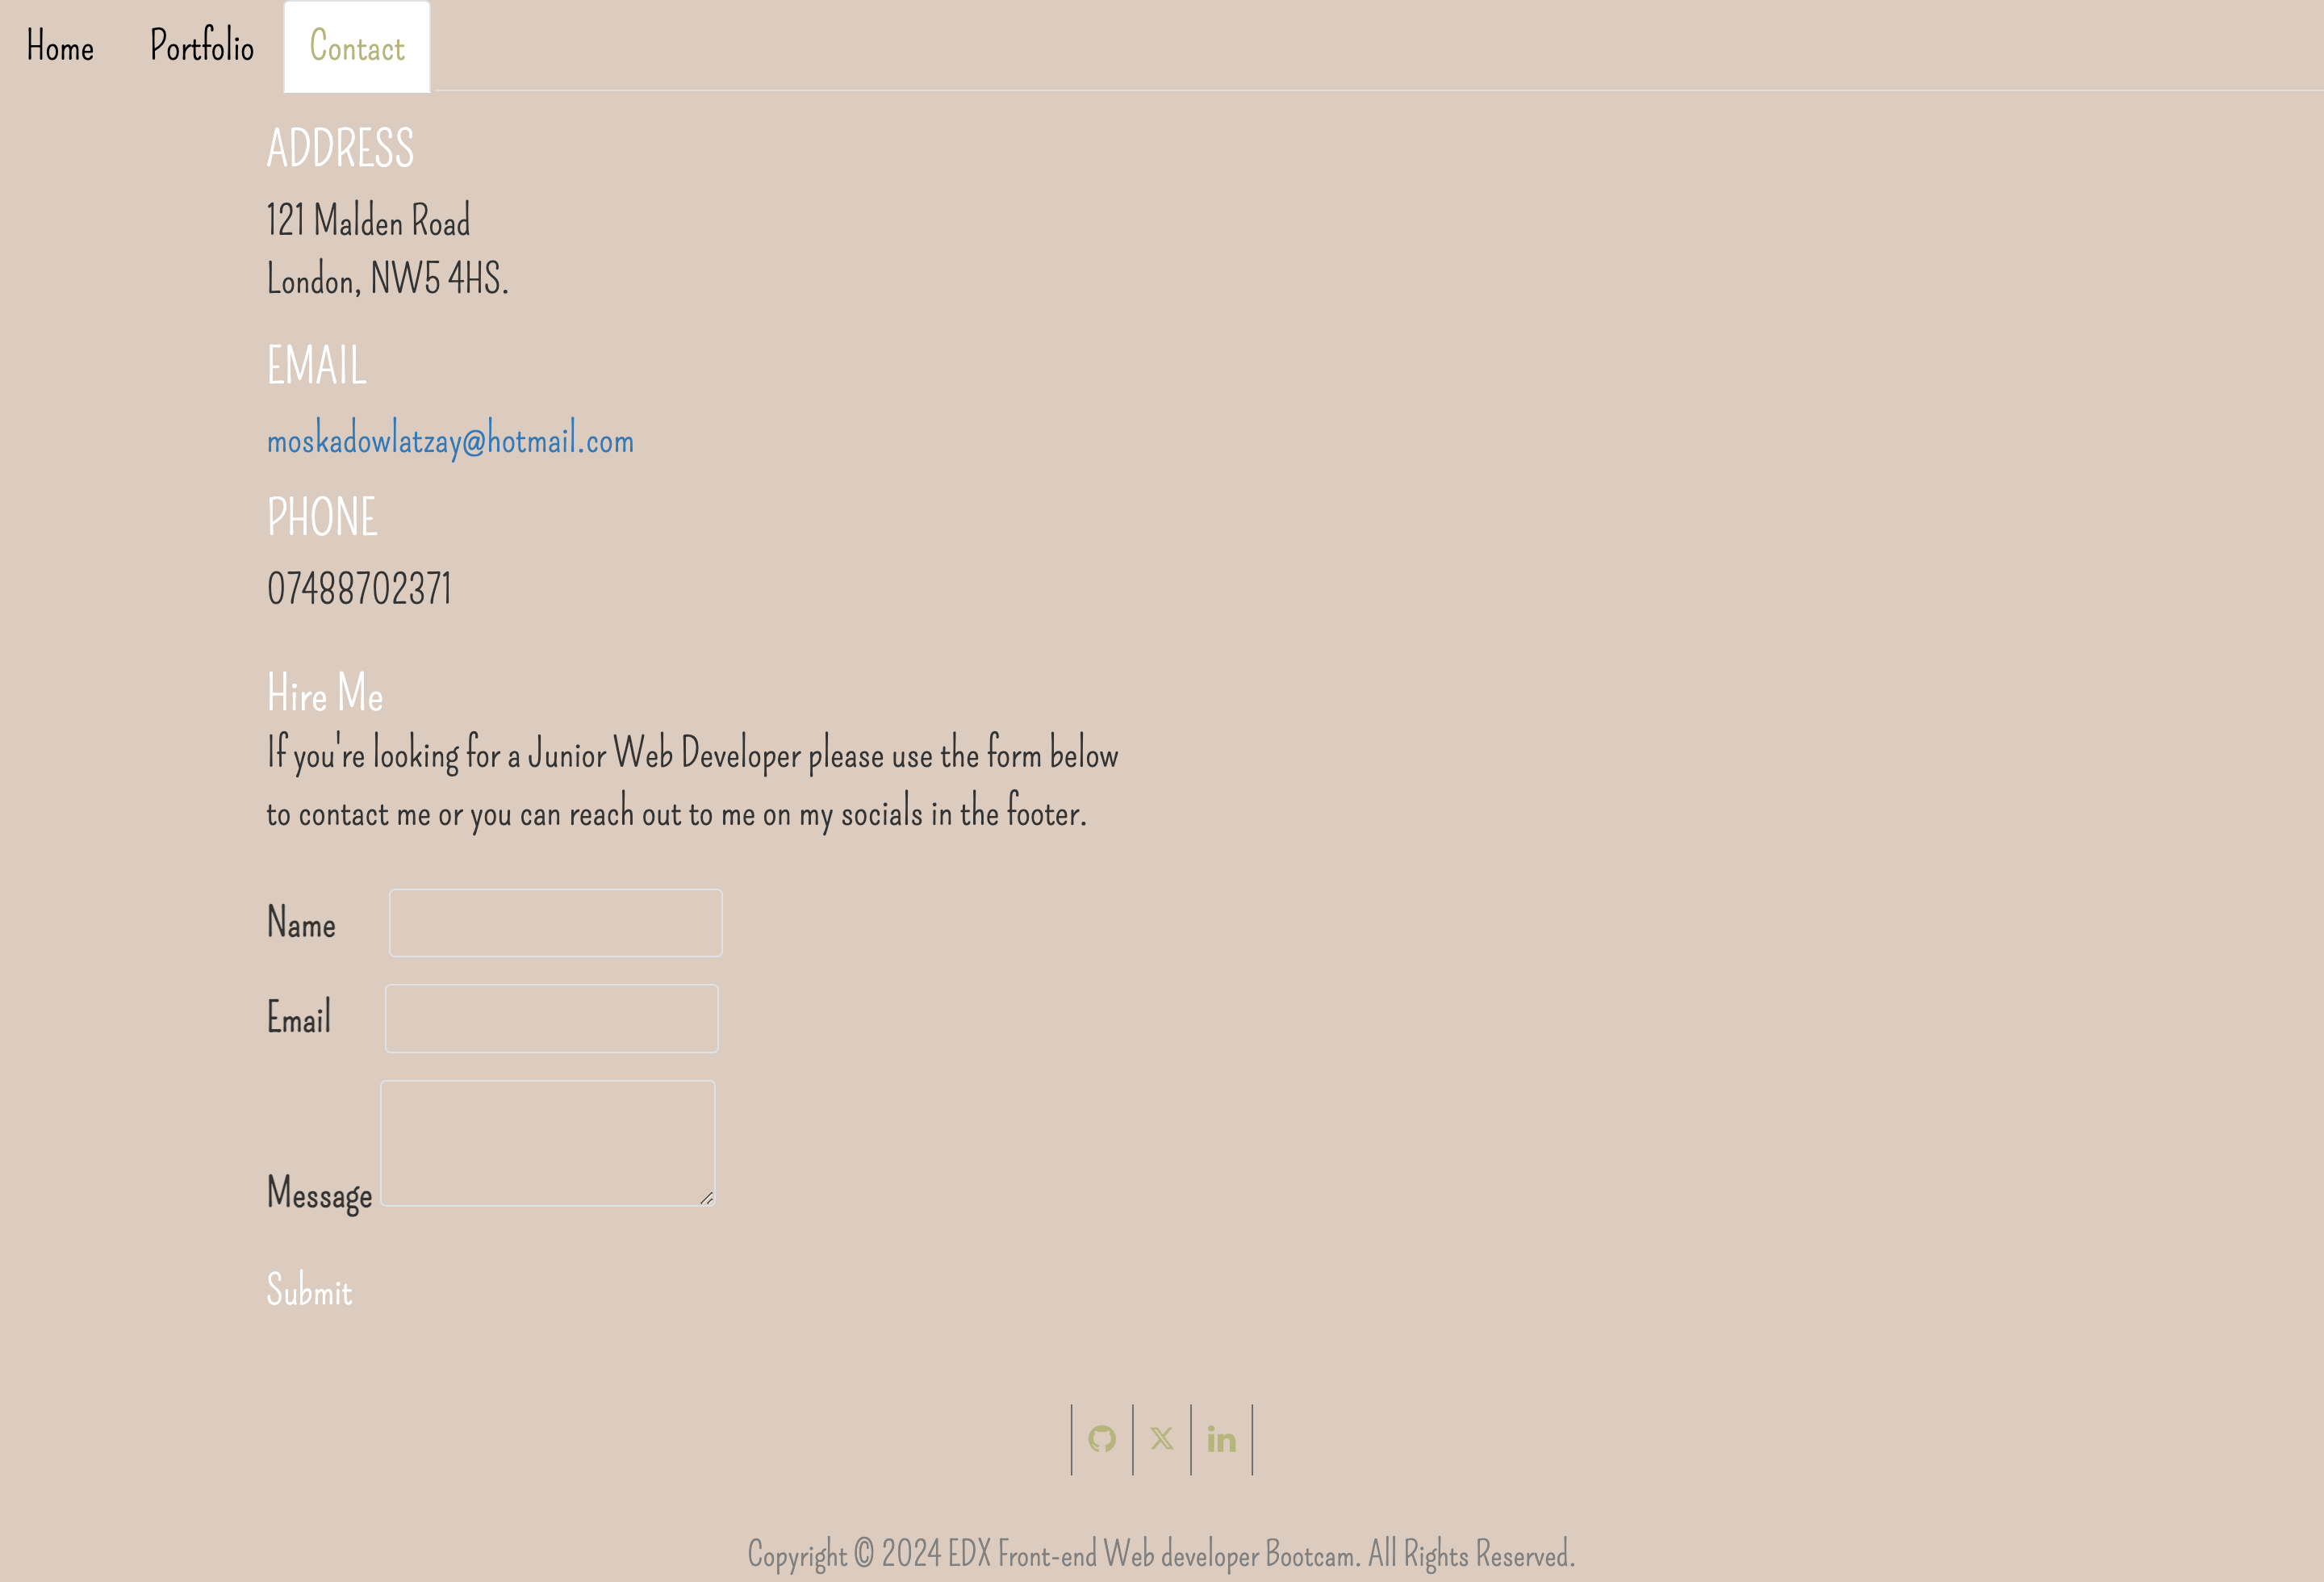 Home Portfolio Contact
ADDRESS
121 Malden Road
London, NW5 4HS.
EMAIL
moskadowlatzay@hotmail.com
PHONE
07488702371
Hire Me
If you're looking for a Junior Web Developer please use the form below
to contact me or you can reach out to me on my socials in the footer.
Name
Email
Message
Submit
Copyright © 2024 EDX Front-end Web developer Bootcam. All Rights Reserved.